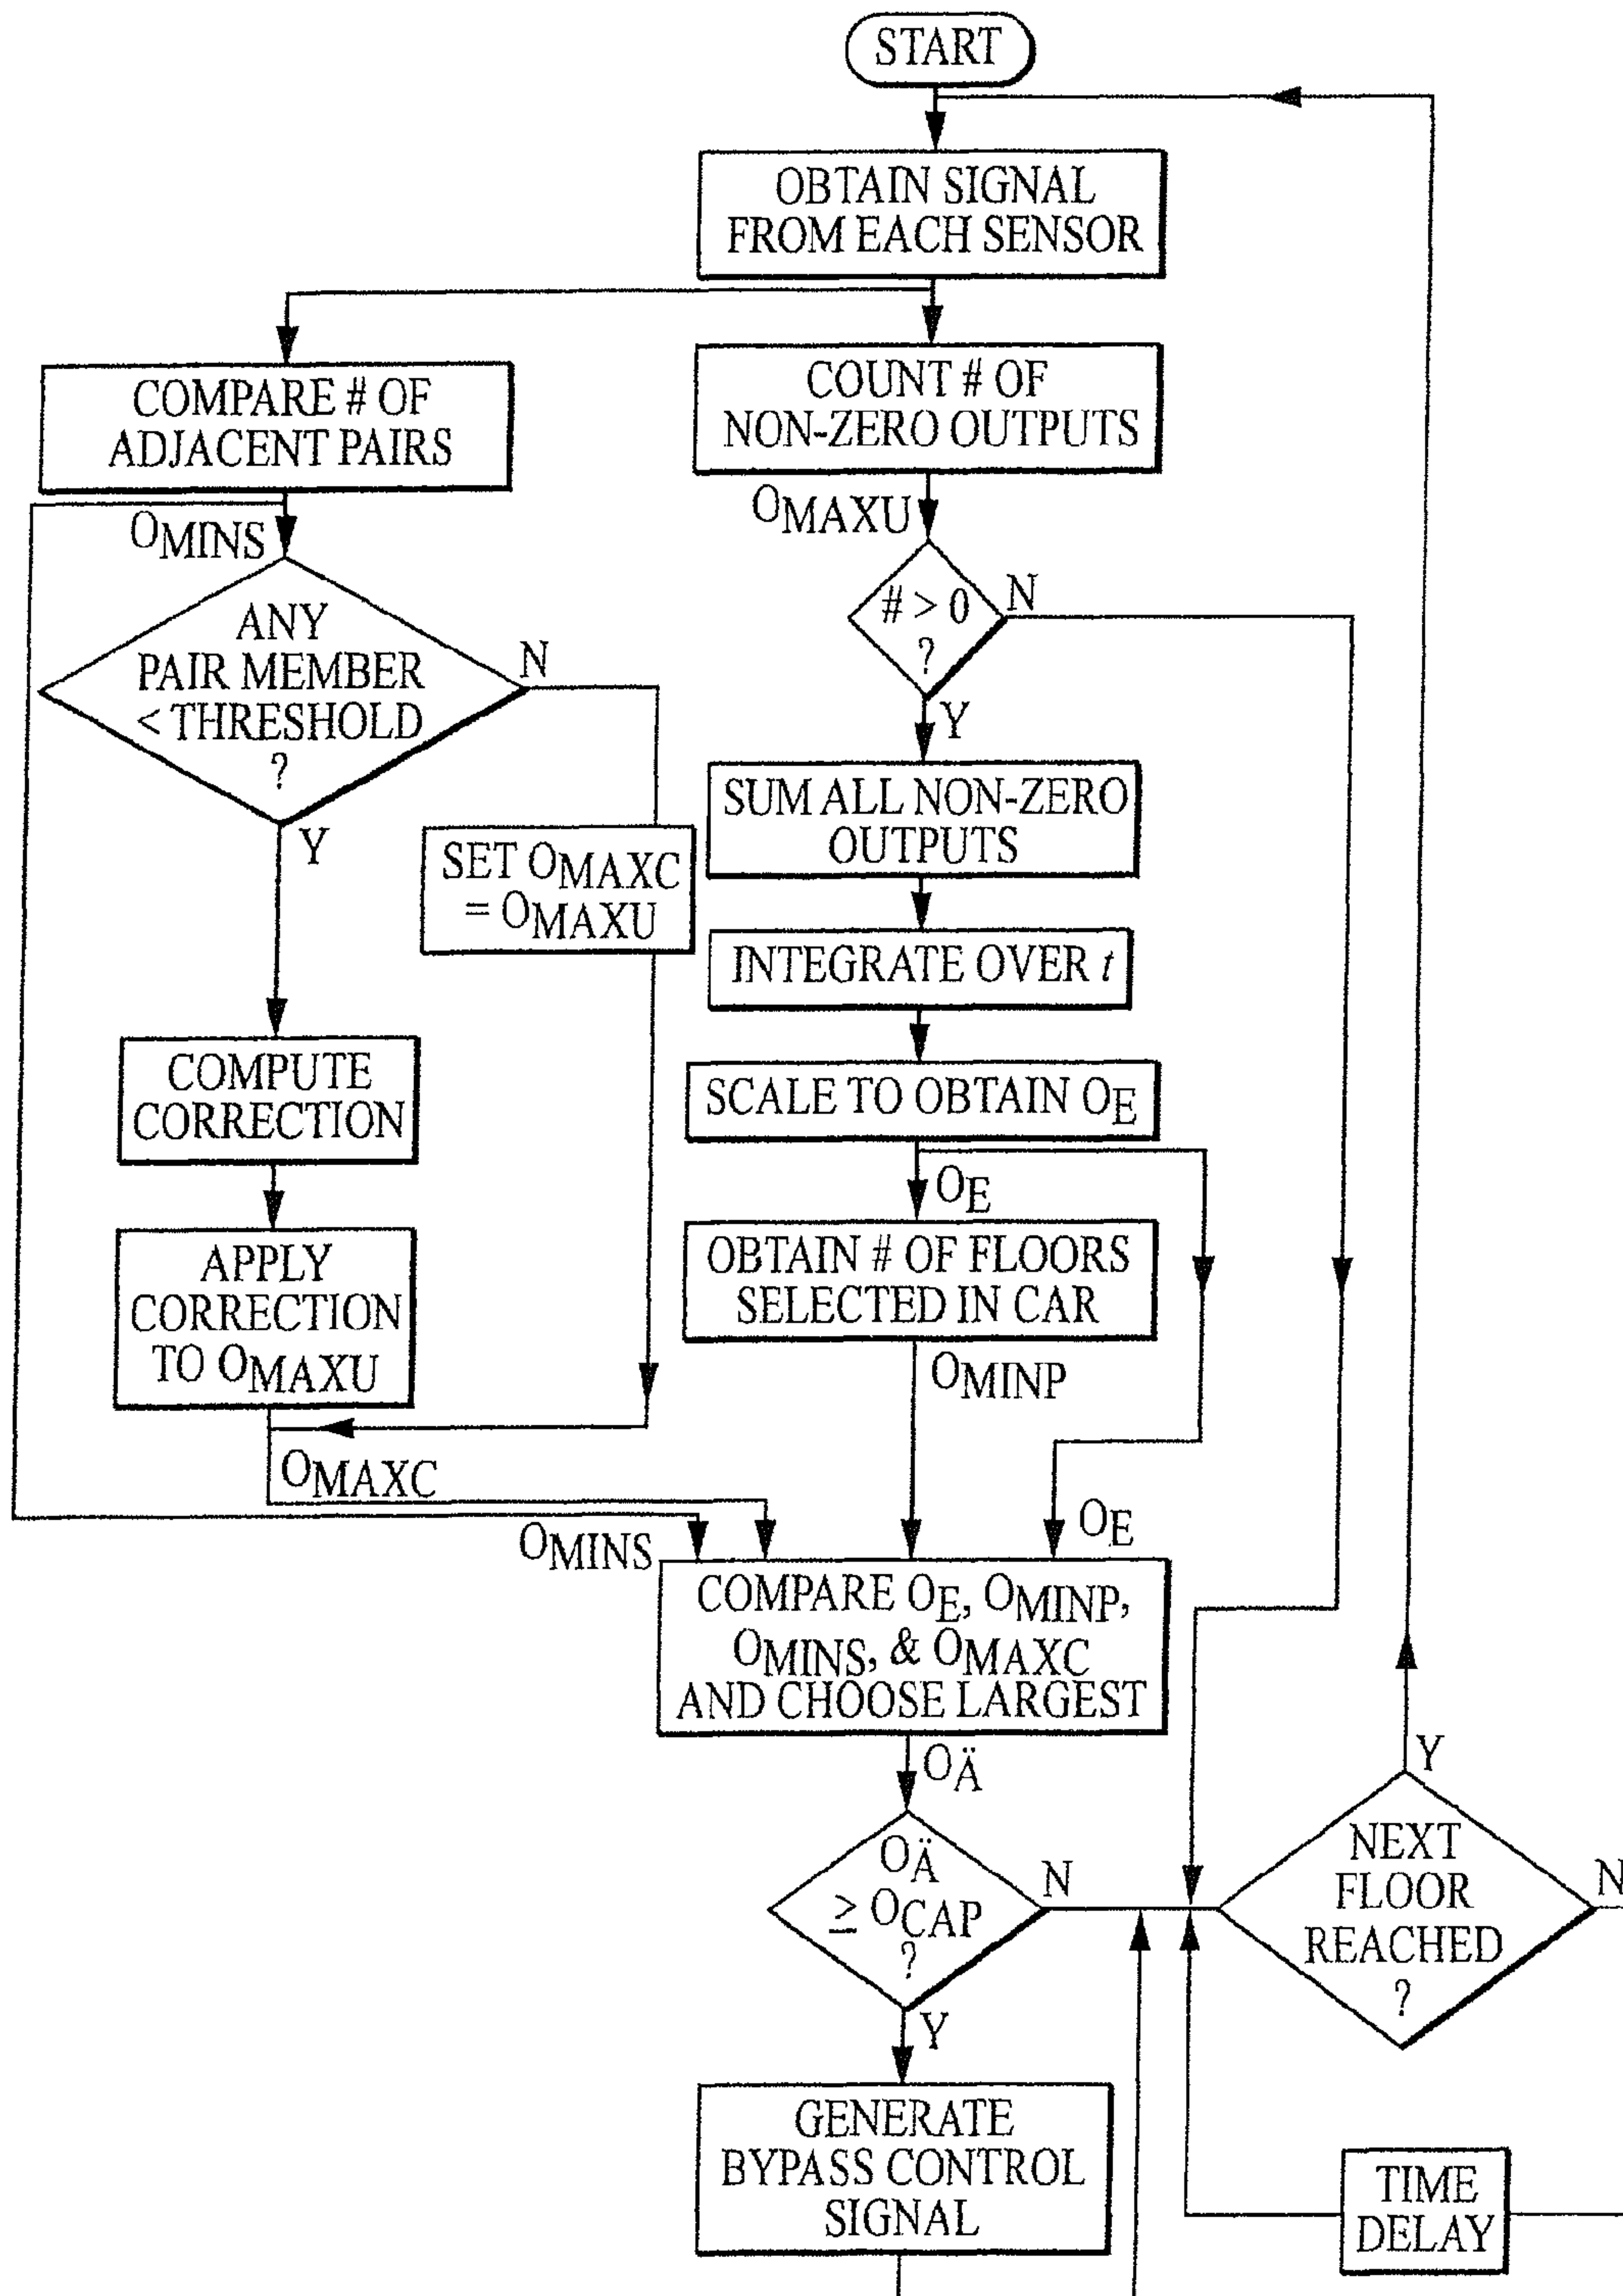 START
OBTAIN SIGNAL
FROM EACH SENSOR
COMPARE # OF
ADJACENT PAIRS
COUNT # OF
NON-ZERO OUTPUTS
OMINS
OMAXU
ANY
PAIR MEMBER
< THRESHOLD
?
N
Y
# > 0
?
N
Y
SET OMAXC
= OMAXU
SUM ALL NON-ZERO
OUTPUTS
INTEGRATE OVER t
COMPUTE
CORRECTION
SCALE TO OBTAIN OE
OE
APPLY
CORRECTION
TO OMAXU
OBTAIN # OF FLOORS
SELECTED IN CAR
OMINP
OMAXC
OMINS
OE
COMPARE OE, OMINP,
OMINS, & OMAXC
AND CHOOSE LARGEST
OÄ
OÄ
≥ OCAP
?
N
Y
NEXT
FLOOR
REACHED
?
Y
N
GENERATE
BYPASS CONTROL
SIGNAL
TIME
DELAY